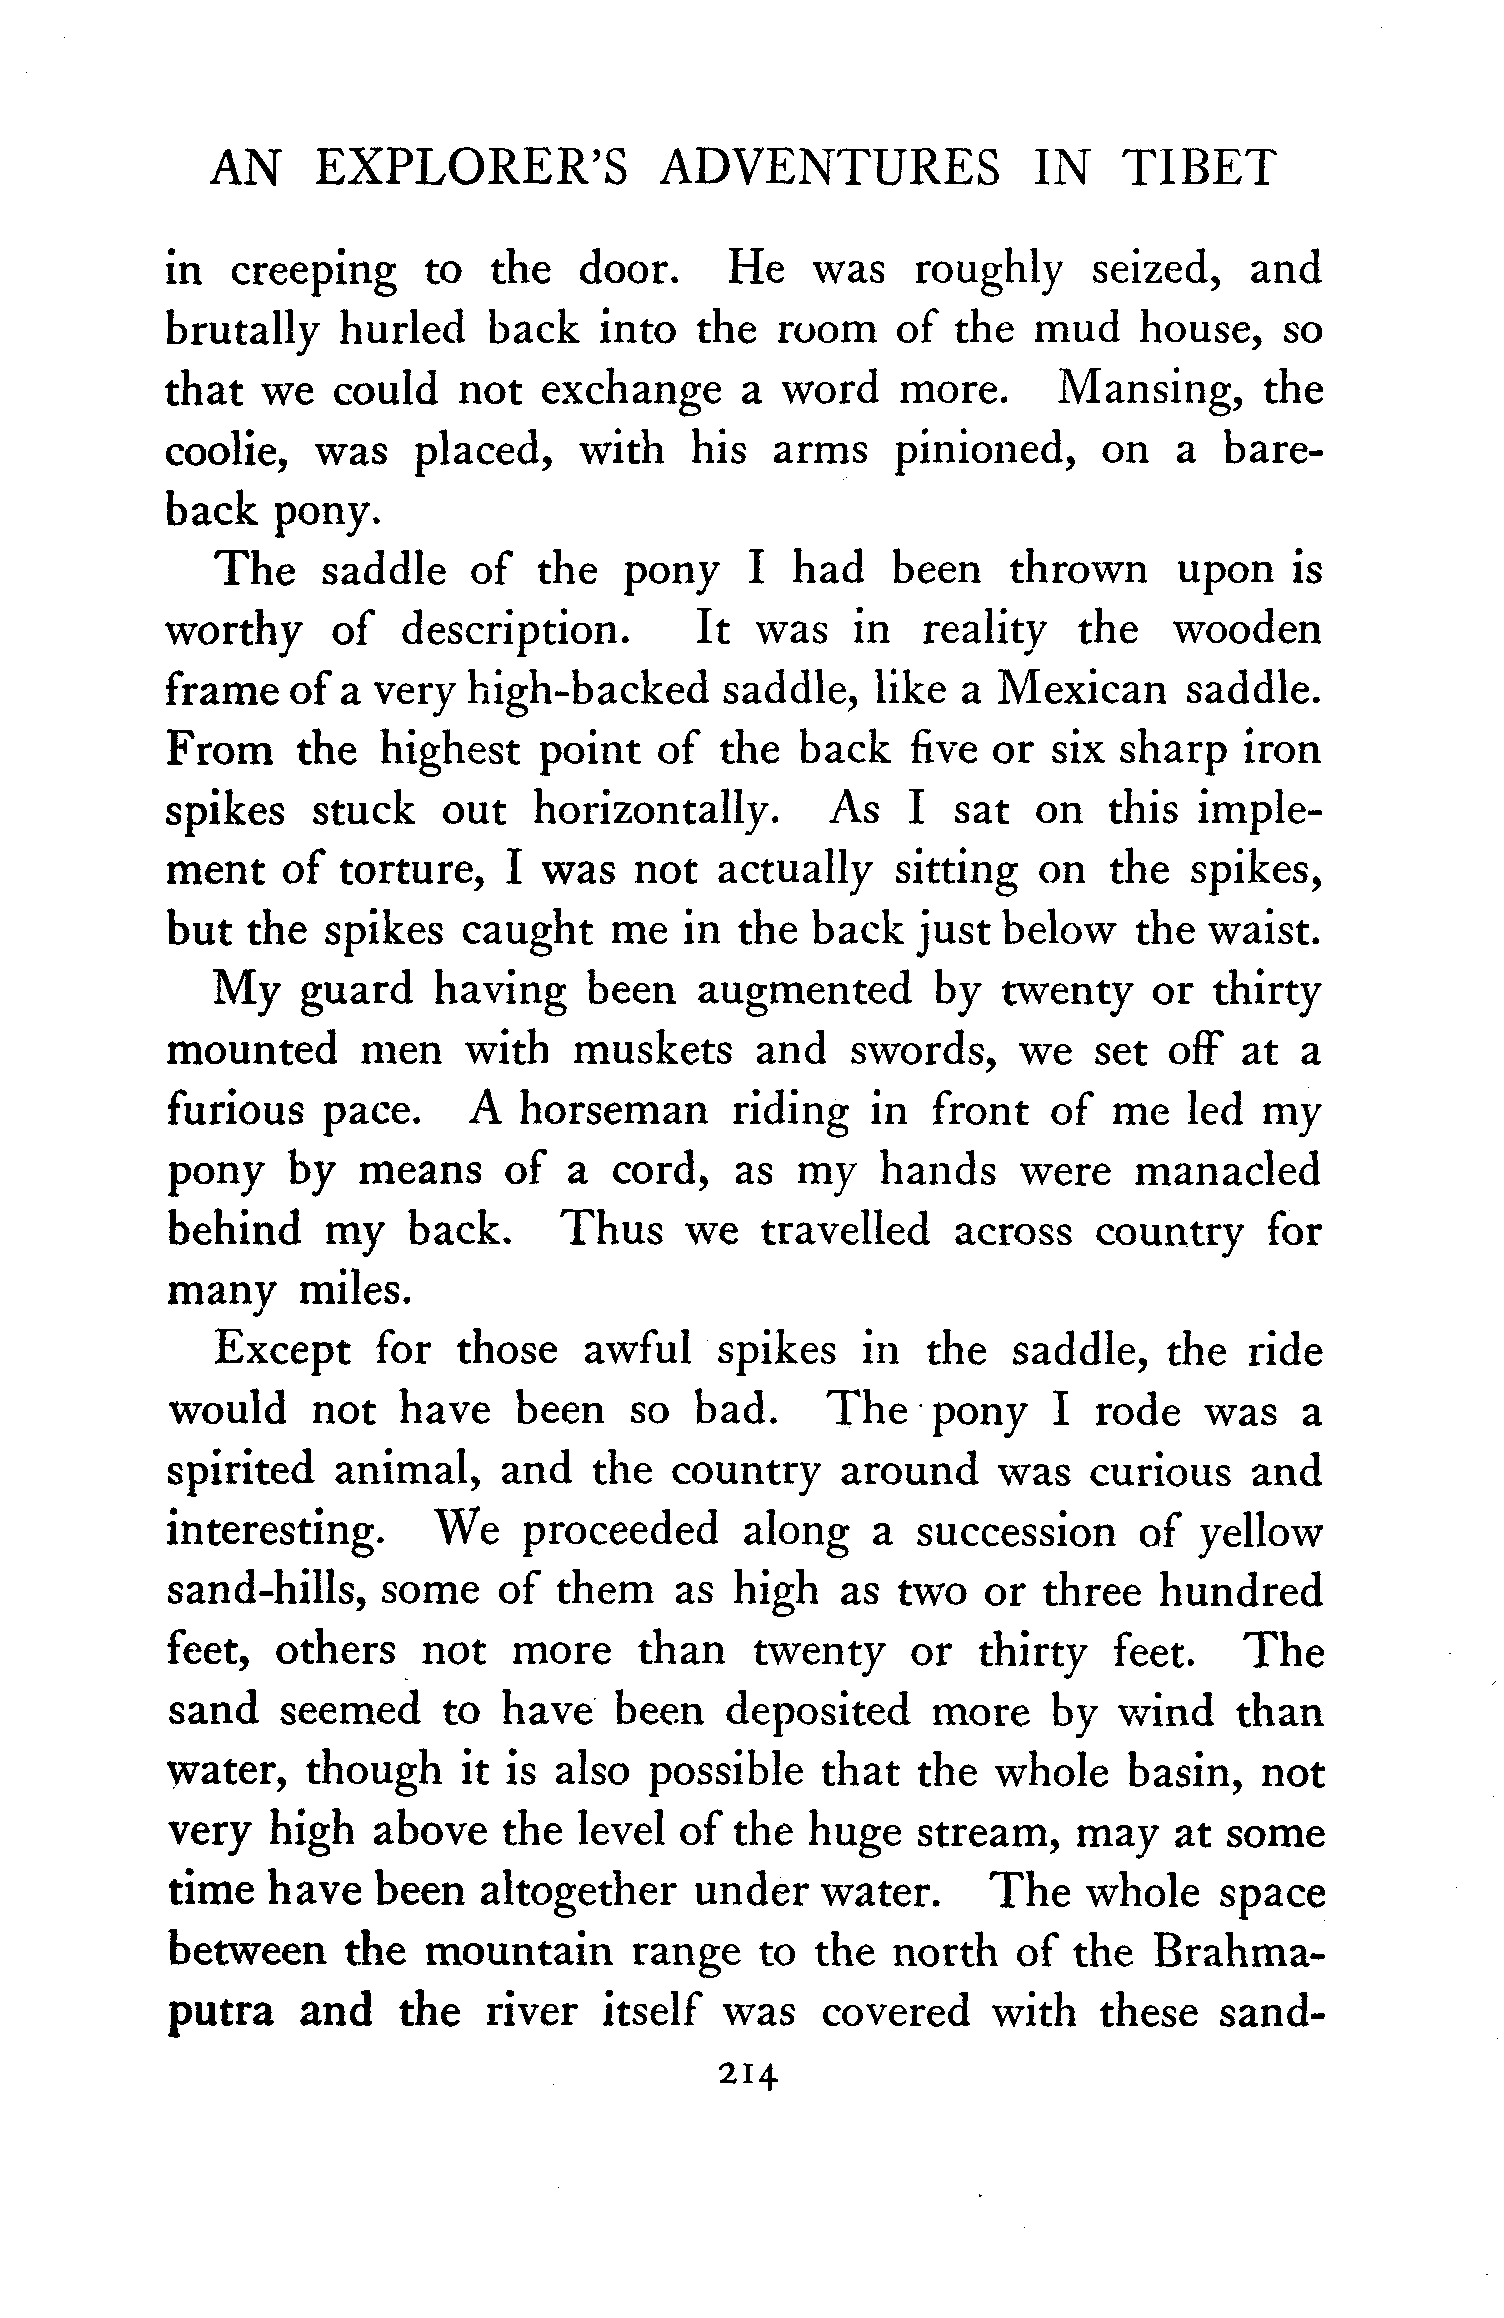 AN EXPLORER'S ADVENTURES IN TIBET
in creeping to the door. He was roughly seized, and
brutally hurled back into the room of the mud house, so
that we could not exchange a word more. Mansing, the
coolie, was placed, with his arms pinioned, on a bare-
back pony.
The saddle of the pony I had been thrown upon is
worthy of description. It was in reality the wooden
frame of a very high-backed saddle, like a Mexican saddle.
From the highest point of the back five or six sharp iron
spikes stuck out horizontally. As I sat on this imple-
ment of torture, I was not actually sitting on the spikes,
but the spikes caught me in the back just below the waist.
My guard having been augmented by twenty or thirty
mounted men with muskets and swords, we set off at a
furious pace. A horseman riding in front of me led my
pony by means of a cord, as my hands were manacled
behind my back. Thus we travelled across country for
many miles.
Except for those awful spikes in the saddle, the ride
would not have been so bad. The pony I rode was a
spirited animal, and the country around was curious and
interesting. We proceeded along a succession of yellow
sand-hills, some of them as high as two or three hundred
feet, others not more than twenty or thirty feet. The
sand seemed to have been deposited more by wind than
water, though it is also possible that the whole basin, not
very high above the level of the huge stream, may at some
time have been altogether under water. The whole space
between the mountain range to the north of the Brahma-
putra and the river itself was covered with these sand-
214